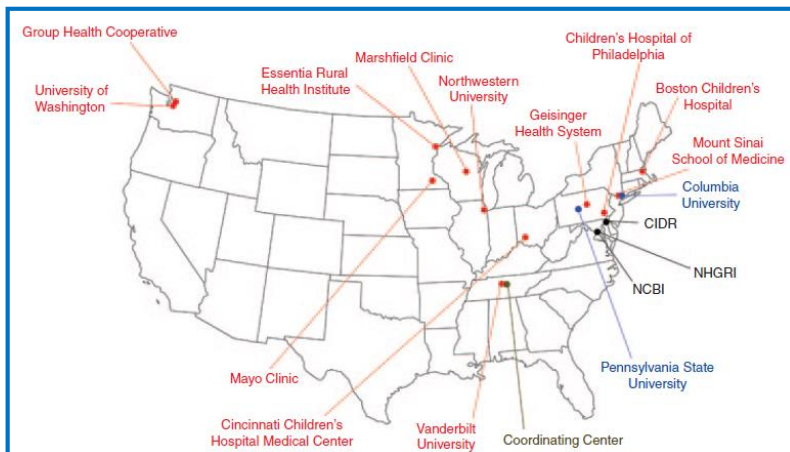 Group Health Cooperative
University of
Washington
Essentia Rural
Health Institute
Marshfield Clinic
Northwestern
University
Children's Hospital of
Philadelphia
Geisinger
Health System
Boston Children's
Hospital
Mount Sinai
School of Medicine
Columbia
University
CIDR
NHGRI
NCBI
Pennsylvania State
University
Mayo Clinic
Cincinnati Children's
Hospital Medical Center
Vanderbilt
University
Coordinating Center